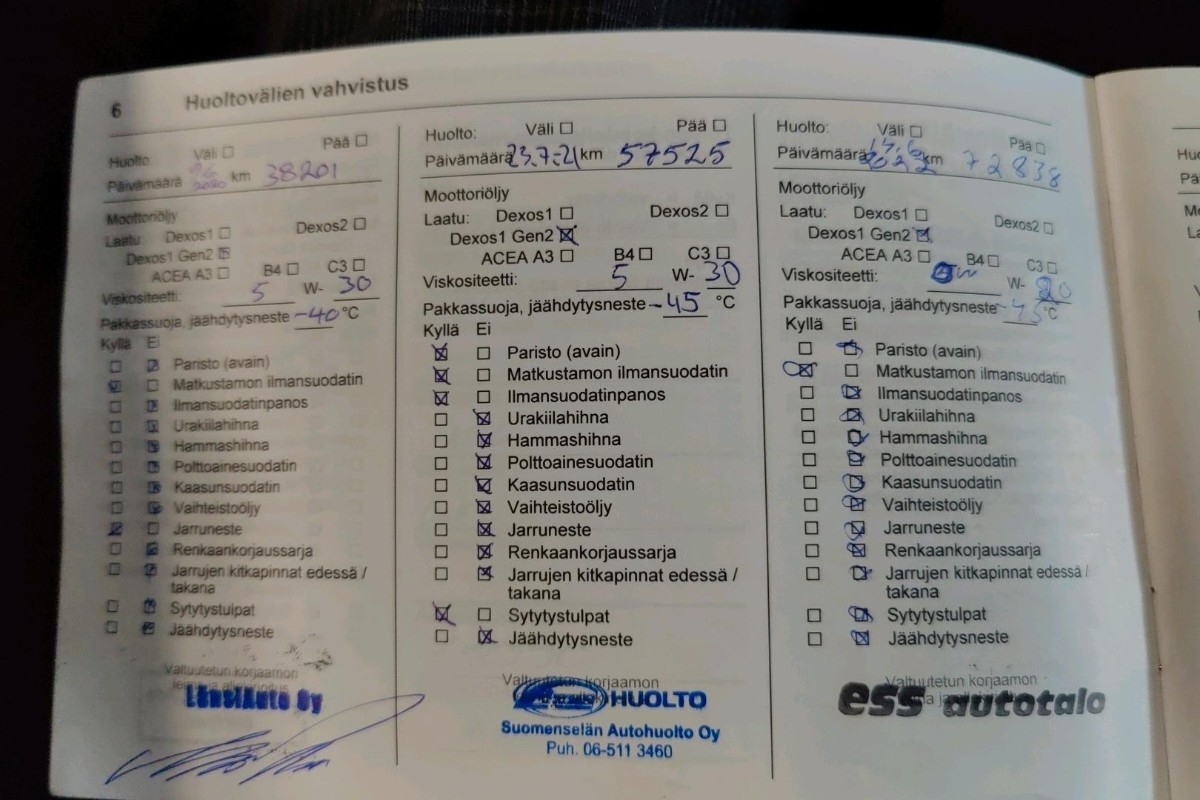 6 Huoltovälien vahvistus
Huolto: Väli Pää
Päivämäärä 2020 km 38201
Moottoriöljy
Laatu: Dexos1 Dexos2
Dexos1 Gen2
ACEA A3 B4 C3
Viskositeetti: 5 W- 30
Pakkassuoja, jäähdytysneste -40 °C
Kyllä Ei
Paristo (avain)
Matkustamon ilmansuodatin
Ilmansuodatinpanos
Urakiilahihna
Hammashihna
Polttoainesuodatin
Kaasunsuodatin
Vaihteistoöljy
Jarruneste
Renkaankorjaussarja
Jarrujen kitkapinnat edessä /
takana
Sytytystulpat
Jäähdytysneste
Valtuutetun korjaamon
LänsiAuto Oy
Huolto: Väli Pää
Päivämäärä 23.7.21 km 57525
Moottoriöljy
Laatu: Dexos1 Dexos2
Dexos1 Gen2
ACEA A3 B4 C3
Viskositeetti: 5 W- 30
Pakkassuoja, jäähdytysneste -45 °C
Kyllä Ei
Paristo (avain)
Matkustamon ilmansuodatin
Ilmansuodatinpanos
Urakiilahihna
Hammashihna
Polttoainesuodatin
Kaasunsuodatin
Vaihteistoöljy
Jarruneste
Renkaankorjaussarja
Jarrujen kitkapinnat edessä /
takana
Sytytystulpat
Jäähdytysneste
Valtuutetun korjaamon
HUOLTO
Suomenselän Autohuolto Oy
Puh. 06-511 3460
Huolto: Väli Pää
Päivämäärä 2022 km 72838
Moottoriöljy
Laatu: Dexos1 Dexos2
Dexos1 Gen2
ACEA A3 B4 C3
Viskositeetti: W-
Pakkassuoja, jäähdytysneste °C
Kyllä Ei
Paristo (avain)
Matkustamon ilmansuodatin
Ilmansuodatinpanos
Urakiilahihna
Hammashihna
Polttoainesuodatin
Kaasunsuodatin
Vaihteistoöljy
Jarruneste
Renkaankorjaussarja
Jarrujen kitkapinnat edessä /
takana
Sytytystulpat
Jäähdytysneste
Valtuutetun korjaamon
ess autotalo